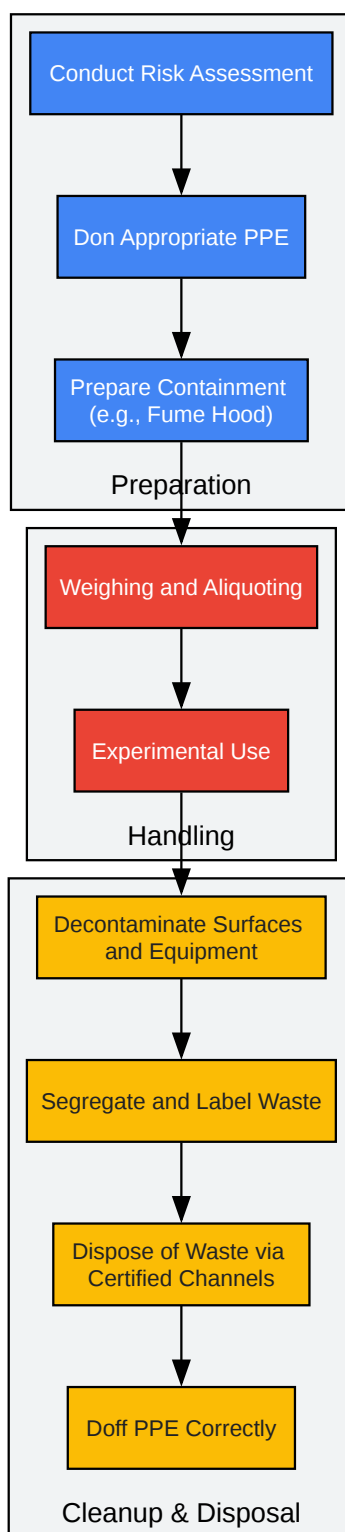 Conduct Risk Assessment
Don Appropriate PPE
Prepare Containment
(e.g., Fume Hood)
Preparation
Weighing and Aliquoting
Experimental Use
Handling
Decontaminate Surfaces
and Equipment
Segregate and Label Waste
Dispose of Waste via
Certified Channels
Doff PPE Correctly
Cleanup & Disposal